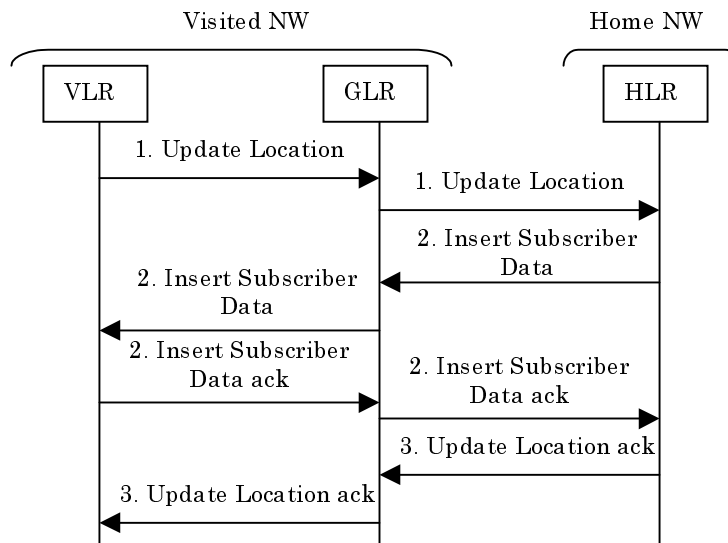 Visited NW
Home NW
VLR
GLR
HLR
1. Update Location
1. Update Location
2. Insert Subscriber
Data
2. Insert Subscriber
Data
2. Insert Subscriber
Data ack
2. Insert Subscriber
Data ack
3. Update Location ack
3. Update Location ack